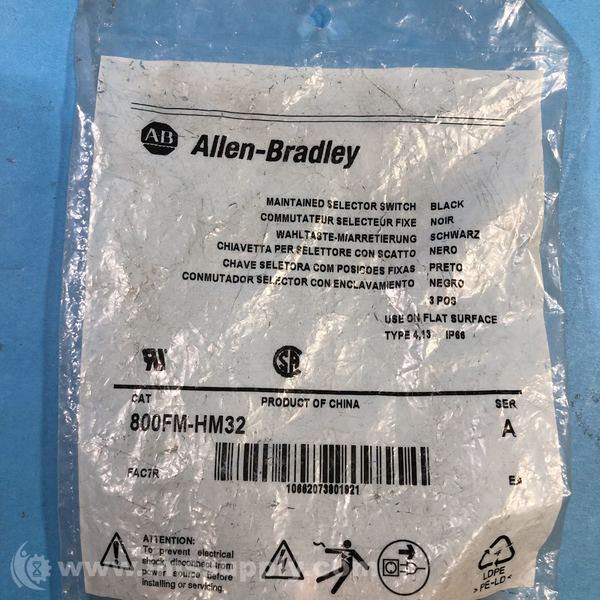 AB Allen-Bradley
MAINTAINED SELECTOR SWITCH BLACK
COMMUTATEUR SELECTEUR FIXE NOIR
WAHLTASTE-MIARRETIERUNG SCHWARZ
CHIAVETTA PER SELETTORE CON SCATTO NERO
CHAVE SELETORA COM POSICOES FIXAS PRETO
CONMUTADOR SELECTOR CON ENCLAVAMIENTO NEGRO
3 POS
USE ON FLAT SURFACE
TYPE 4,13 IP66
CAT PRODUCT OF CHINA SER
800FM-HM32 A
FAC7R
10662073801621
ATTENTION:
To prevent electrical
shock, disconnect from
power source before
installing or servicing.
LDPE
>PE-LD<